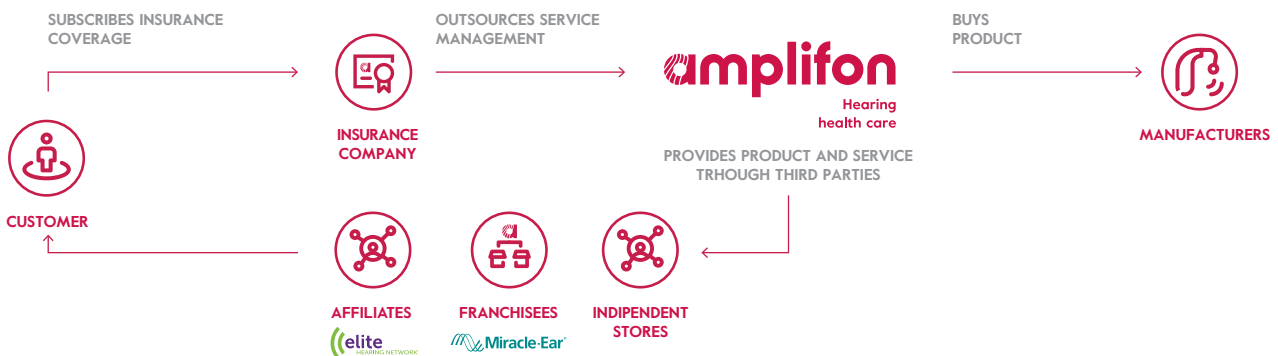 SUBSCRIBES INSURANCE
COVERAGE
OUTSOURCES SERVICE
MANAGEMENT
BUYS
PRODUCT
amplifon
Hearing
health care
INSURANCE
COMPANY
MANUFACTURERS
PROVIDES PRODUCT AND SERVICE
TRHOUGH THIRD PARTIES
CUSTOMER
AFFILIATES
FRANCHISEES
INDIPENDENT
STORES
elite
HEARING NETWORK
Miracle-Ear®